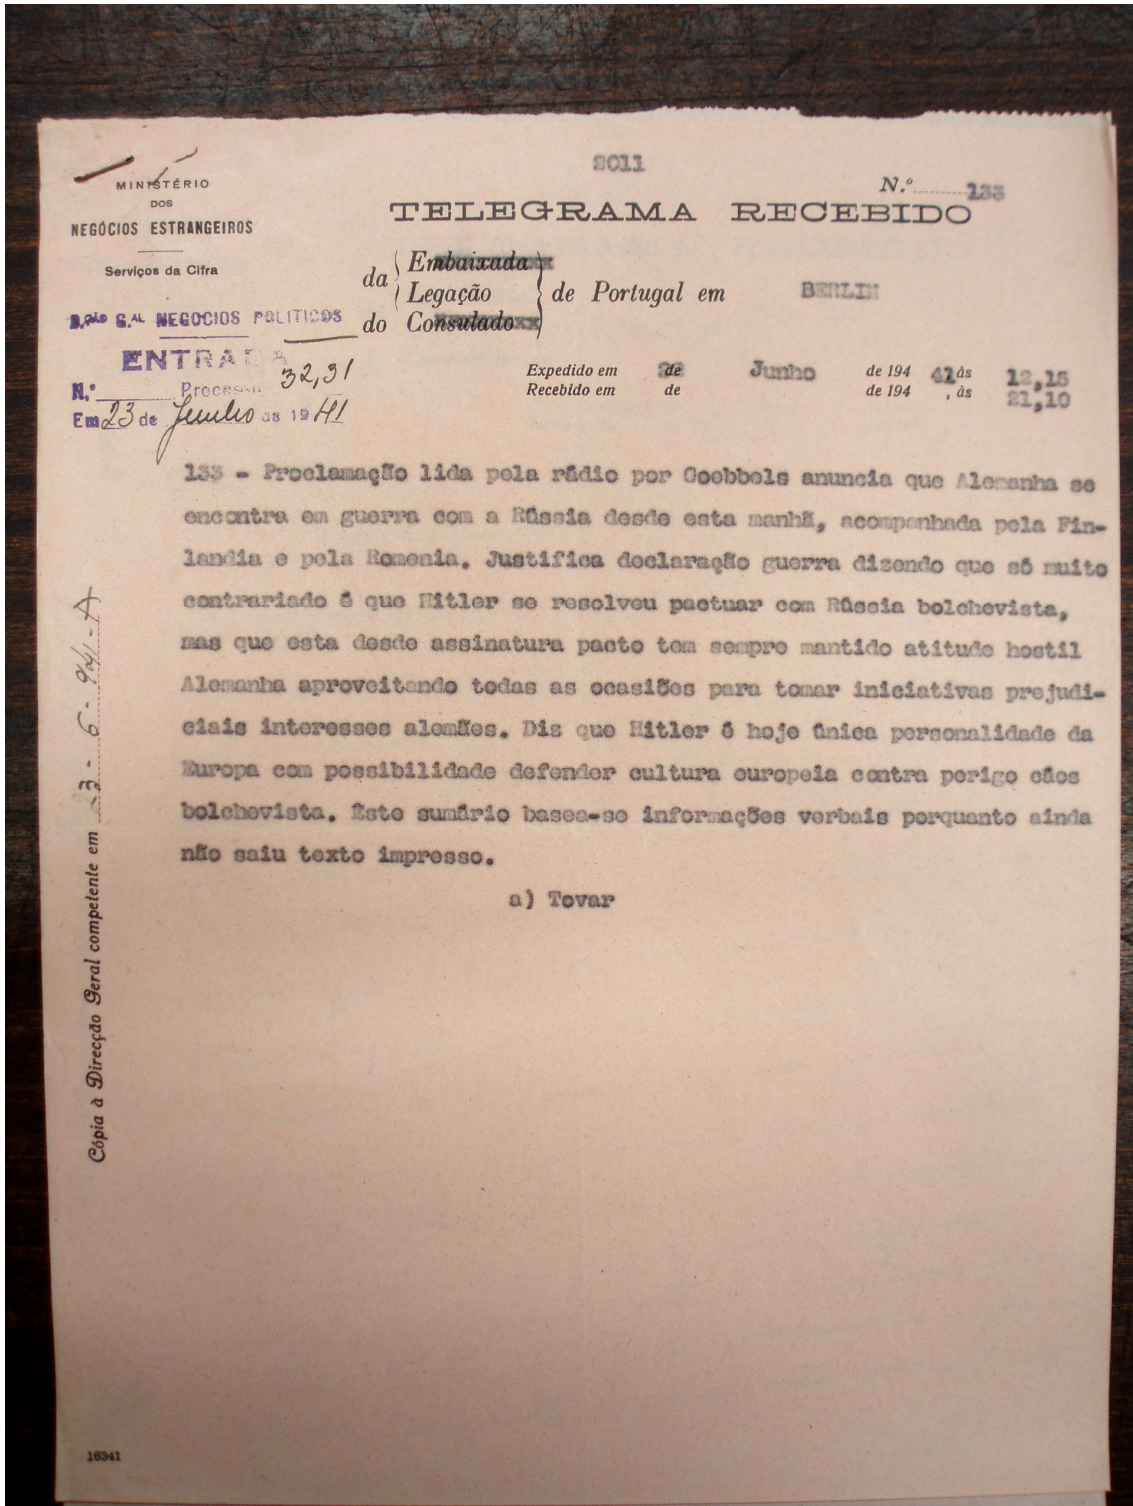 2011
MINISTÉRIO
DOS
NEGÓCIOS ESTRANGEIROS
Serviços da Cifra
N.º 133
TELEGRAMA RECEBIDO
da Embaixada
Legação
do Consulado
de Portugal em BERLIM
D.ÇÃO G.AL NEGOCIOS POLITICOS
ENTRADA
N.º Processo 32,31
Em 23 de Junho de 1941
Expedido em 22 de Junho de 1941 às 12,15
Recebido em de de 194 , às 21,10
133 - Proclamação lida pela rádio por Goebbels anuncia que Alemanha se
encontra em guerra com a Rússia desde esta manhã, acompanhada pela Fin-
landia e pela Romenia. Justifica declaração guerra dizendo que só muito
contrariado é que Hitler se resolveu pactuar com Rússia bolchevista,
mas que esta desde assinatura pacto tem sempre mantido atitude hostil
Alemanha aproveitando todas as ocasiões para tomar iniciativas prejudi-
ciais interesses alemães. Diz que Hitler é hoje única personalidade da
Europa com possibilidade defender cultura europeia contra perigo cáos
bolchevista. Este sumário basea-se informações verbais porquanto ainda
não saiu texto impresso.
a) Tovar
Cópia à Direcção Geral competente em 23-6-941-A
16341